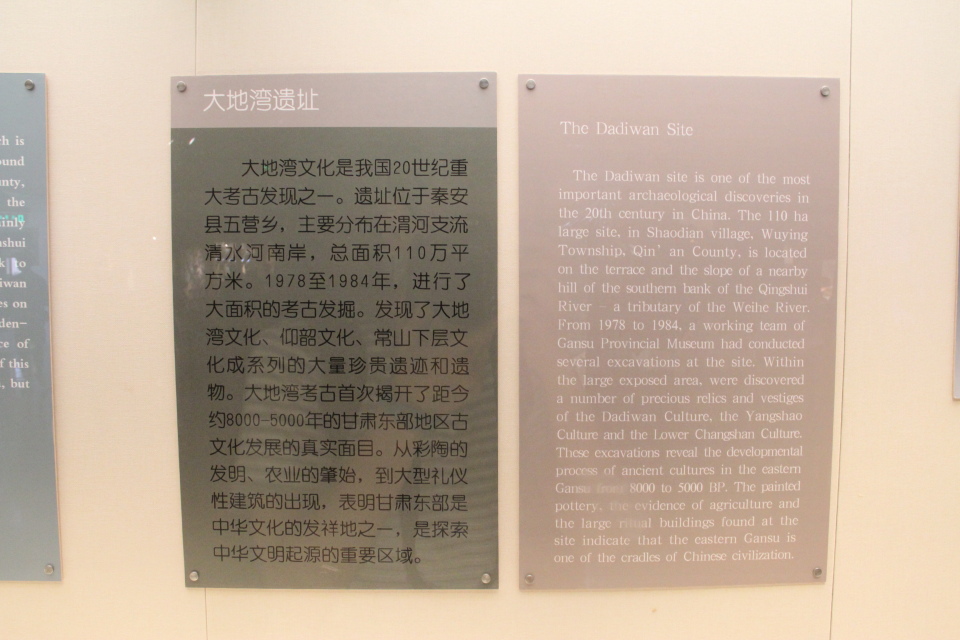 ch is
ound
unty,
the
ainly
nshui
to
iwan
es on
den-
ce of
f this
, but
大地湾遗址
大地湾文化是我国20世纪重
大考古发现之一。遗址位于秦安
县五营乡，主要分布在渭河支流
清水河南岸，总面积110万平
方米。1978至1984年，进行了
大面积的考古发掘。发现了大地
湾文化、仰韶文化、常山下层文
化成系列的大量珍贵遗迹和遗
物。大地湾考古首次揭开了距今
约8000-5000年的甘肃东部地区古
文化发展的真实面目。从彩陶的
发明、农业的肇始，到大型礼仪
性建筑的出现，表明甘肃东部是
中华文化的发祥地之一，是探索
中华文明起源的重要区域。
The Dadiwan Site
The Dadiwan site is one of the most
important archaeological discoveries in
the 20th century in China. The 110 ha
large site, in Shaodian village, Wuying
Township, Qin' an County, is located
on the terrace and the slope of a nearby
hill of the southern bank of the Qingshui
River - a tributary of the Weihe River.
From 1978 to 1984, a working team of
Gansu Provincial Museum had conducted
several excavations at the site. Within
the large exposed area, were discovered
a number of precious relics and vestiges
of the Dadiwan Culture, the Yangshao
Culture and the Lower Changshan Culture.
These excavations reveal the developmental
process of ancient cultures in the eastern
Gansu from 8000 to 5000 BP. The painted
pottery, the evidence of agriculture and
the large ritual buildings found at the
site indicate that the eastern Gansu is
one of the cradles of Chinese civilization.